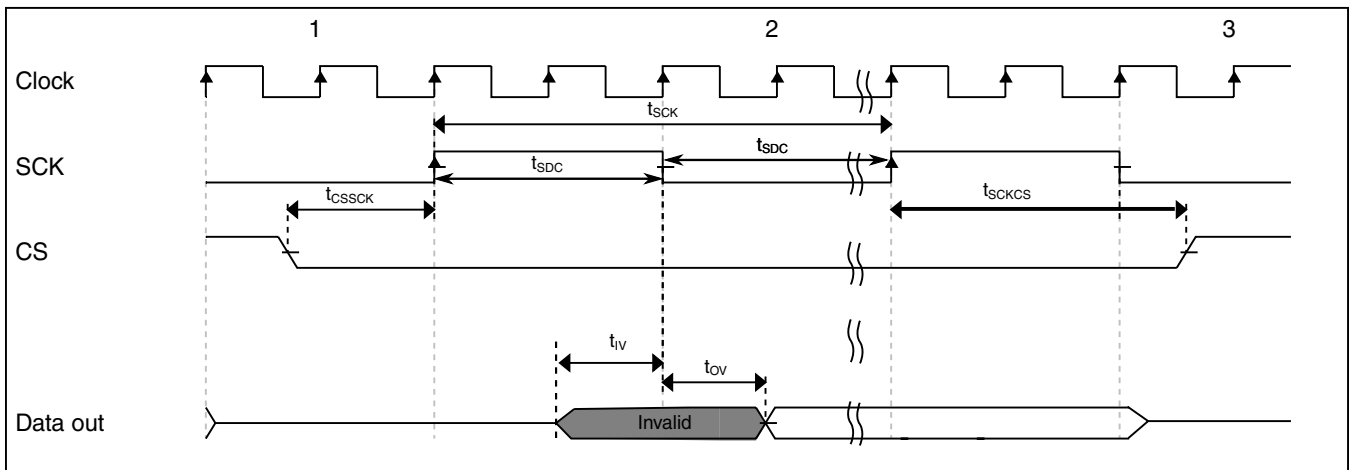 1 2 3
Clock
tSCK
SCK
tSDC
tSDC
tCSSCK
tSCKCS
CS
tIV
tOV
Data out
Invalid